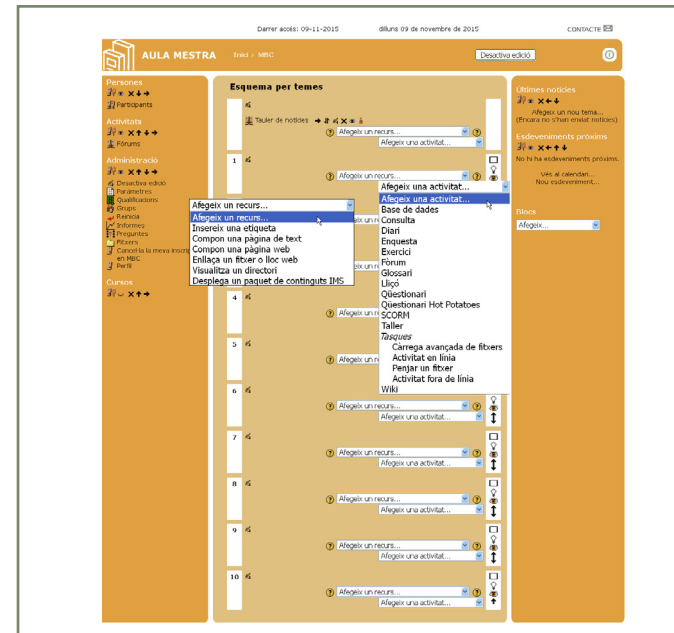 Darrer accés: 09-11-2015
dilluns 09 de novembre de 2015
CONTACTE
AULA MESTRA
Inici > MBC
Desactiva edició
Persones
Participants
Activitats
Fòrums
Administració
Desactiva edició
Paràmetres
Qualificacions
Grups
Reinicia
Informes
Preguntes
Fitxers
Cancel·la la meva inscrip
en MBC
Perfil
Cursos
Esquema per temes
Tauler de notícies
Afegeix un recurs...
Afegeix una activitat...
1
Afegeix un recurs...
Afegeix una activitat...
Afegeix una activitat...
Base de dades
Consulta
Diari
Enquesta
Exercici
Fòrum
Glossari
Lliçó
Qüestionari
Qüestionari Hot Potatoes
SCORM
Taller
Tasques
Càrrega avançada de fitxers
Activitat en línia
Penjar un fitxer
Activitat fora de línia
Wiki
Afegeix un recurs...
Afegeix un recurs...
Insereix una etiqueta
Compon una pàgina de text
Compon una pàgina web
Enllaça un fitxer o lloc web
Visualitza un directori
Desplega un paquet de continguts IMS
4
Afegeix un recurs...
5
Afegeix un
6
Afegeix un recurs...
Afegeix una activitat...
7
Afegeix un recurs...
Afegeix una activitat...
8
Afegeix un recurs...
Afegeix una activitat...
9
Afegeix un recurs...
Afegeix una activitat...
10
Afegeix un recurs...
Afegeix una activitat...
Últimes notícies
Afegeix un nou tema...
(Encara no s'han enviat notícies)
Esdeveniments pròxims
No hi ha esdeveniments pròxims.
Vés al calendari...
Nou esdeveniment...
Blocs
Afegeix...